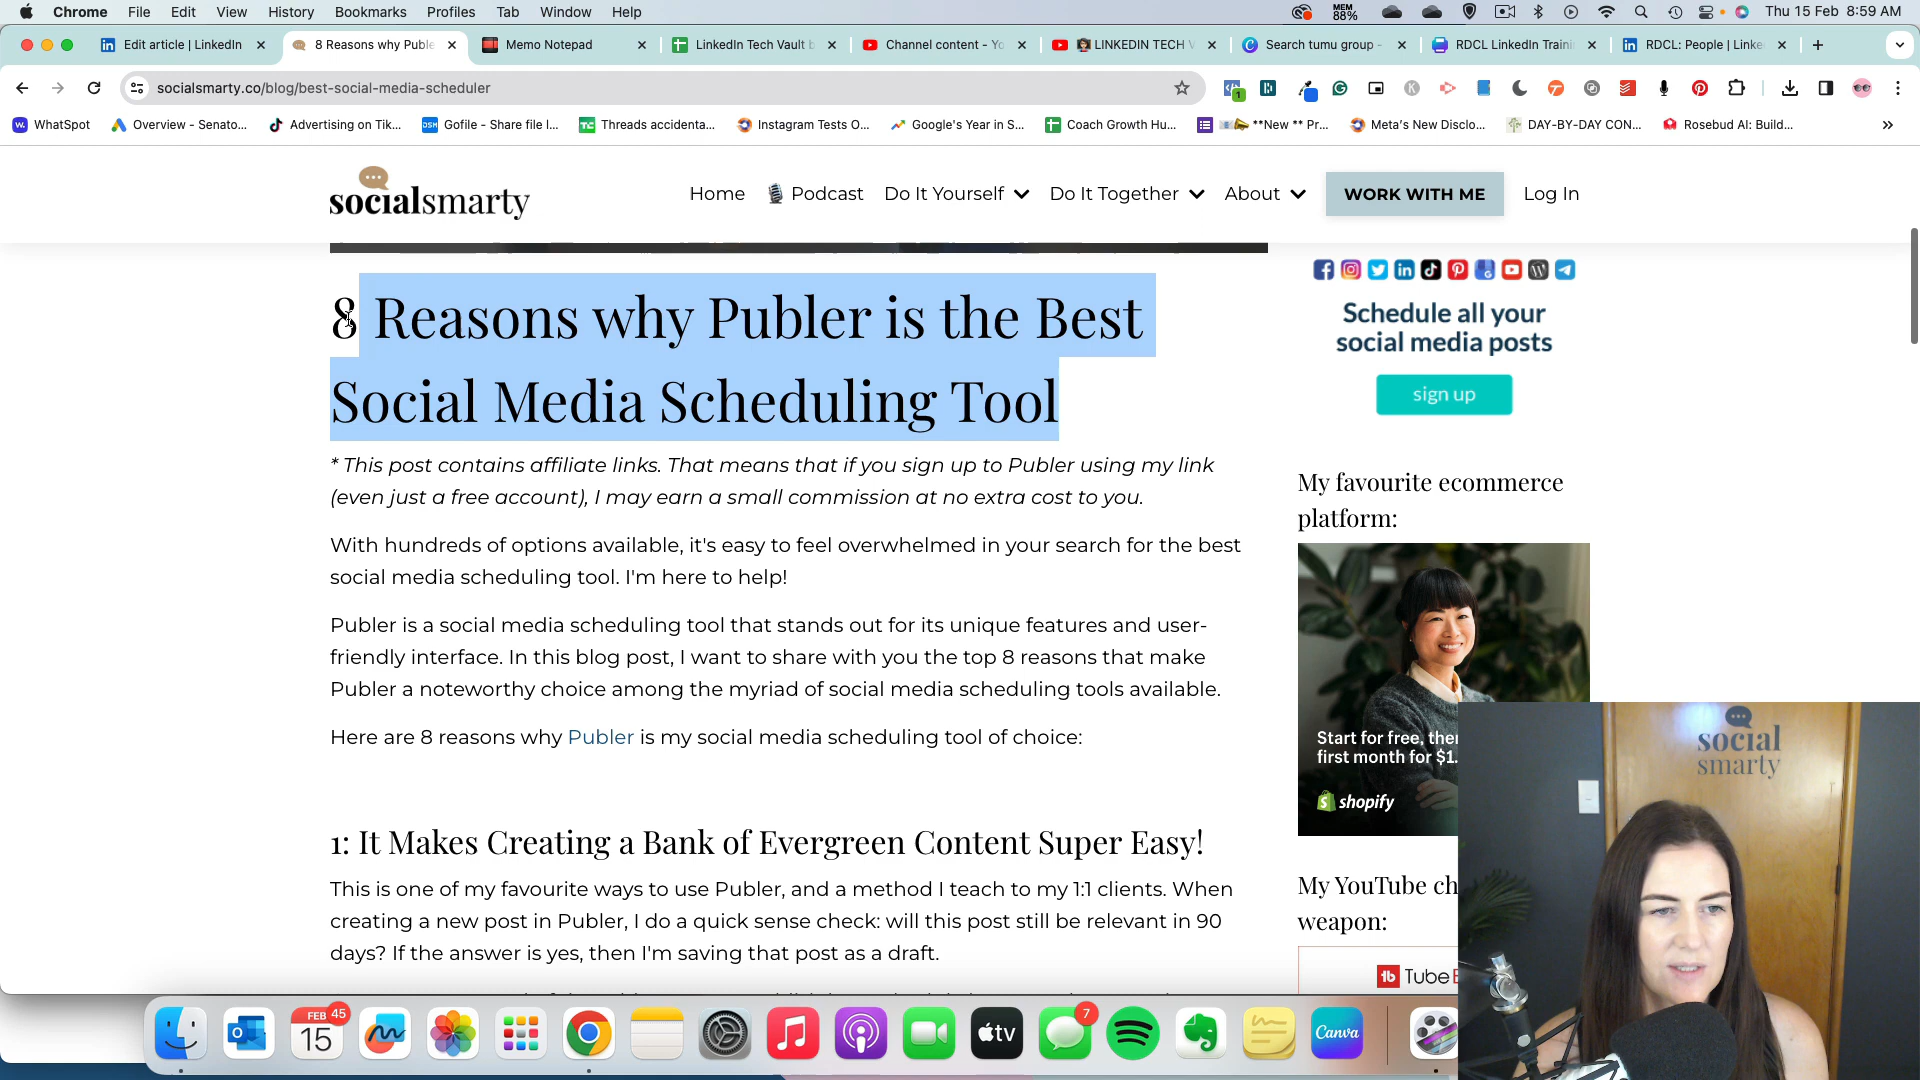 Chrome File Edit View History Bookmarks Profiles Tab Window Help MEM 88% Thu 15 Feb 8:59 AM
Edit article | LinkedIn
8 Reasons why Publ
Memo Notepad
LinkedIn Tech Vault b
Channel content - Yo
LINKEDIN TECH V
Search tumu group -
RDCL LinkedIn Traini
RDCL: People | Linke
socialsmarty.co/blog/best-social-media-scheduler
WhatSpot
Overview - Senato...
Advertising on Tik...
Gofile - Share file l...
Threads accidenta...
Instagram Tests O...
Google's Year in S...
Coach Growth Hu...
**New ** Pr...
Meta's New Disclo...
DAY-BY-DAY CON...
Rosebud AI: Build...
socialsmarty
Home Podcast Do It Yourself Do It Together About WORK WITH ME Log In
8 Reasons why Publer is the Best
Social Media Scheduling Tool
* This post contains affiliate links. That means that if you sign up to Publer using my link
(even just a free account), I may earn a small commission at no extra cost to you.
With hundreds of options available, it's easy to feel overwhelmed in your search for the best
social media scheduling tool. I'm here to help!
Publer is a social media scheduling tool that stands out for its unique features and user-
friendly interface. In this blog post, I want to share with you the top 8 reasons that make
Publer a noteworthy choice among the myriad of social media scheduling tools available.
Here are 8 reasons why Publer is my social media scheduling tool of choice:
1: It Makes Creating a Bank of Evergreen Content Super Easy!
This is one of my favourite ways to use Publer, and a method I teach to my 1:1 clients. When
creating a new post in Publer, I do a quick sense check: will this post still be relevant in 90
days? If the answer is yes, then I'm saving that post as a draft.
Schedule all your
social media posts
sign up
My favourite ecommerce
platform:
Start for free, the
first month for $1.
shopify
My YouTube ch
weapon:
TubeB
social
smarty
FEB 45
15
tv
7
Canva